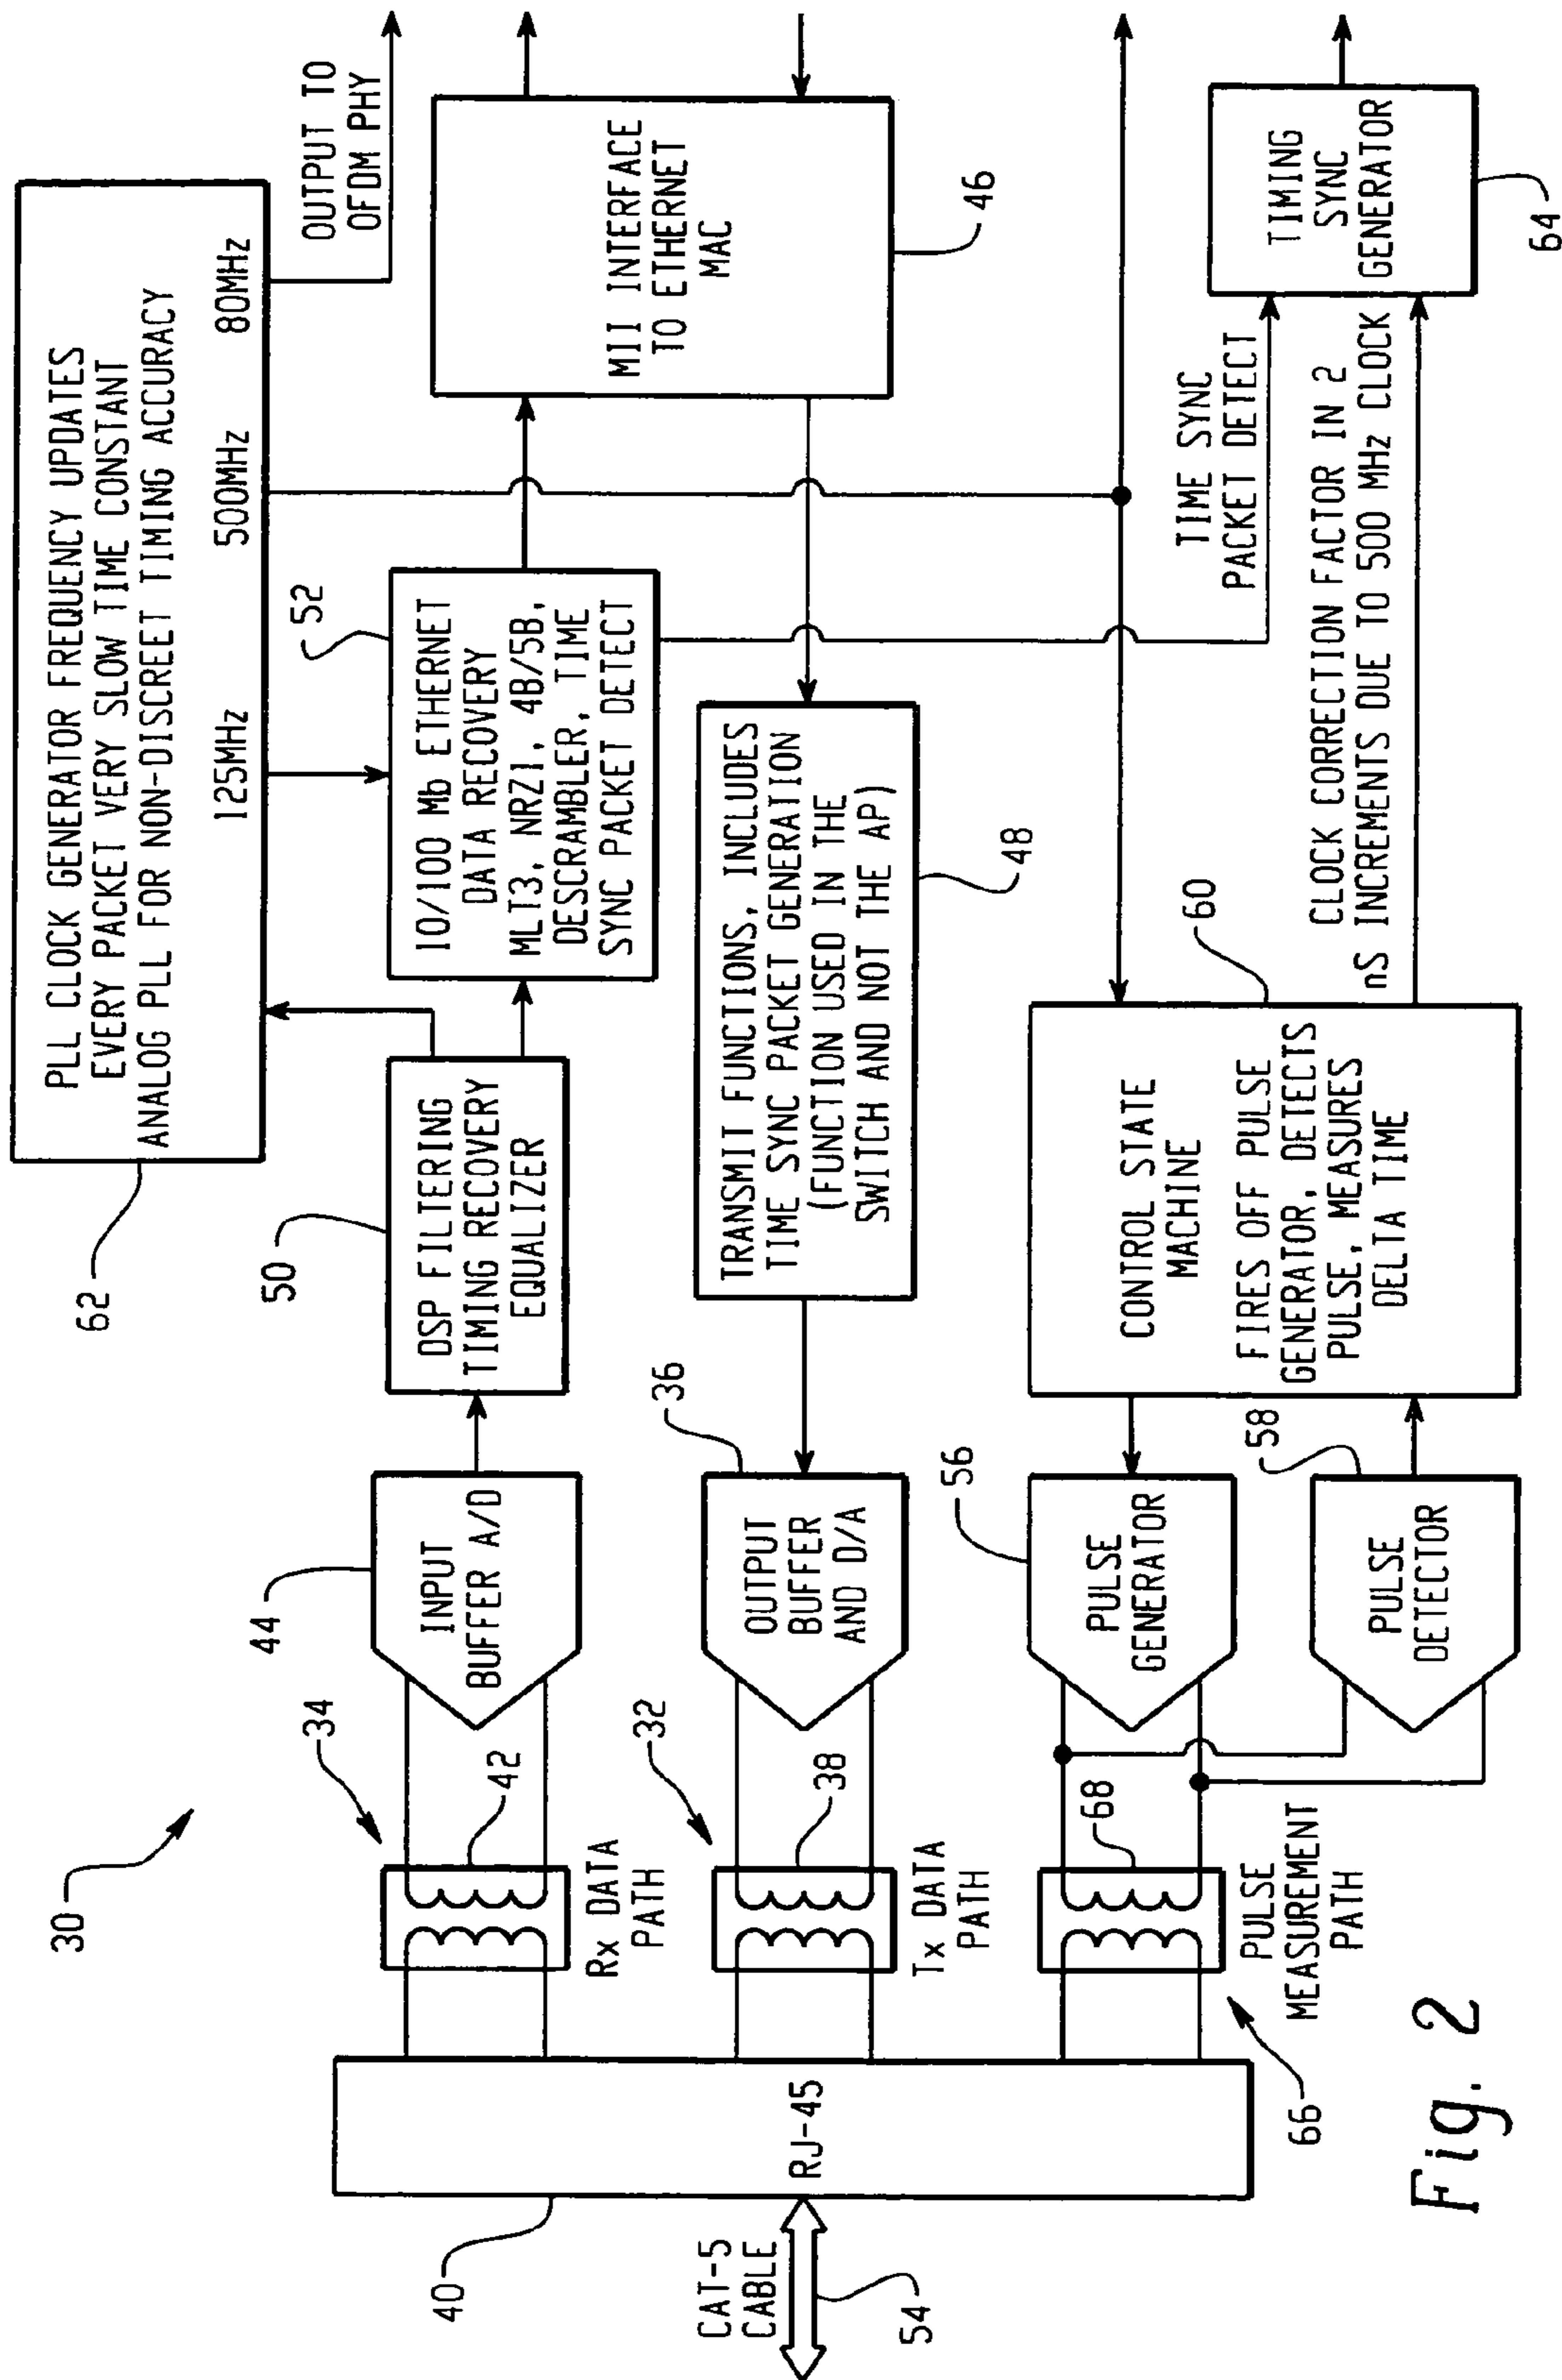 30
62
PLL CLOCK GENERATOR FREQUENCY UPDATES
EVERY PACKET VERY SLOW TIME CONSTANT
ANALOG PLL FOR NON-DISCREET TIMING ACCURACY
125MHz
500MHz
80MHz
OUTPUT TO
OFDM PHY
34
44
INPUT
BUFFER A/D
42
Rx DATA
PATH
50
DSP FILTERING
TIMING RECOVERY
EQUALIZER
52
10/100 Mb ETHERNET
DATA RECOVERY
MLT3, NRZ1, 4B/5B,
DESCRAMBLER, TIME
SYNC PACKET DETECT
MII INTERFACE
TO ETHERNET
MAC
46
40
RJ-45
CAT-5
CABLE
54
32
36
OUTPUT
BUFFER
AND D/A
38
Tx DATA
PATH
TRANSMIT FUNCTIONS, INCLUDES
TIME SYNC PACKET GENERATION
(FUNCTION USED IN THE
SWITCH AND NOT THE AP)
48
56
PULSE
GENERATOR
68
66
PULSE
MEASUREMENT
PATH
58
PULSE
DETECTOR
60
CONTROL STATE
MACHINE
FIRES OFF PULSE
GENERATOR, DETECTS
PULSE, MEASURES
DELTA TIME
TIME SYNC
PACKET DETECT
CLOCK CORRECTION FACTOR IN 2
nS INCREMENTS DUE TO 500 MHz CLOCK
TIMING
SYNC
GENERATOR
64
Fig. 2